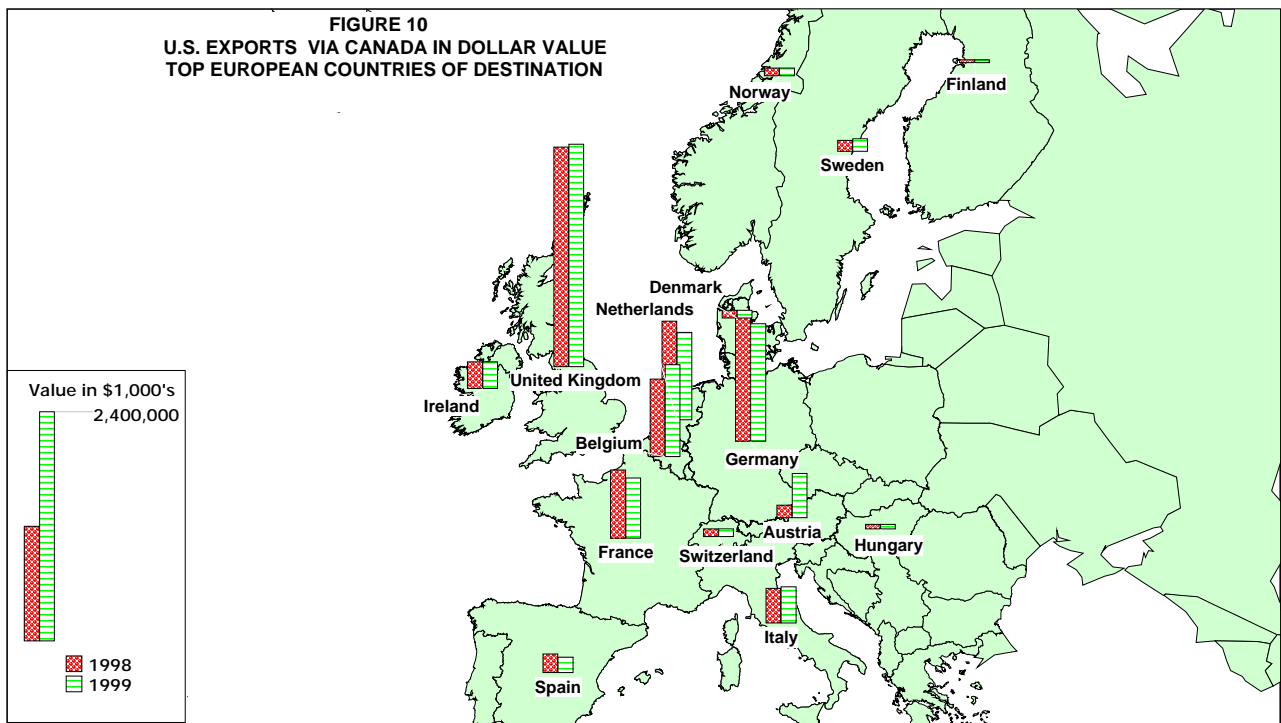 FIGURE 10
U.S. EXPORTS VIA CANADA IN DOLLAR VALUE
TOP EUROPEAN COUNTRIES OF DESTINATION
Norway
Finland
Sweden
Denmark
Netherlands
United Kingdom
Ireland
Belgium
Germany
France
Switzerland
Austria
Hungary
Italy
Spain
Value in $1,000's
2,400,000
1998
1999